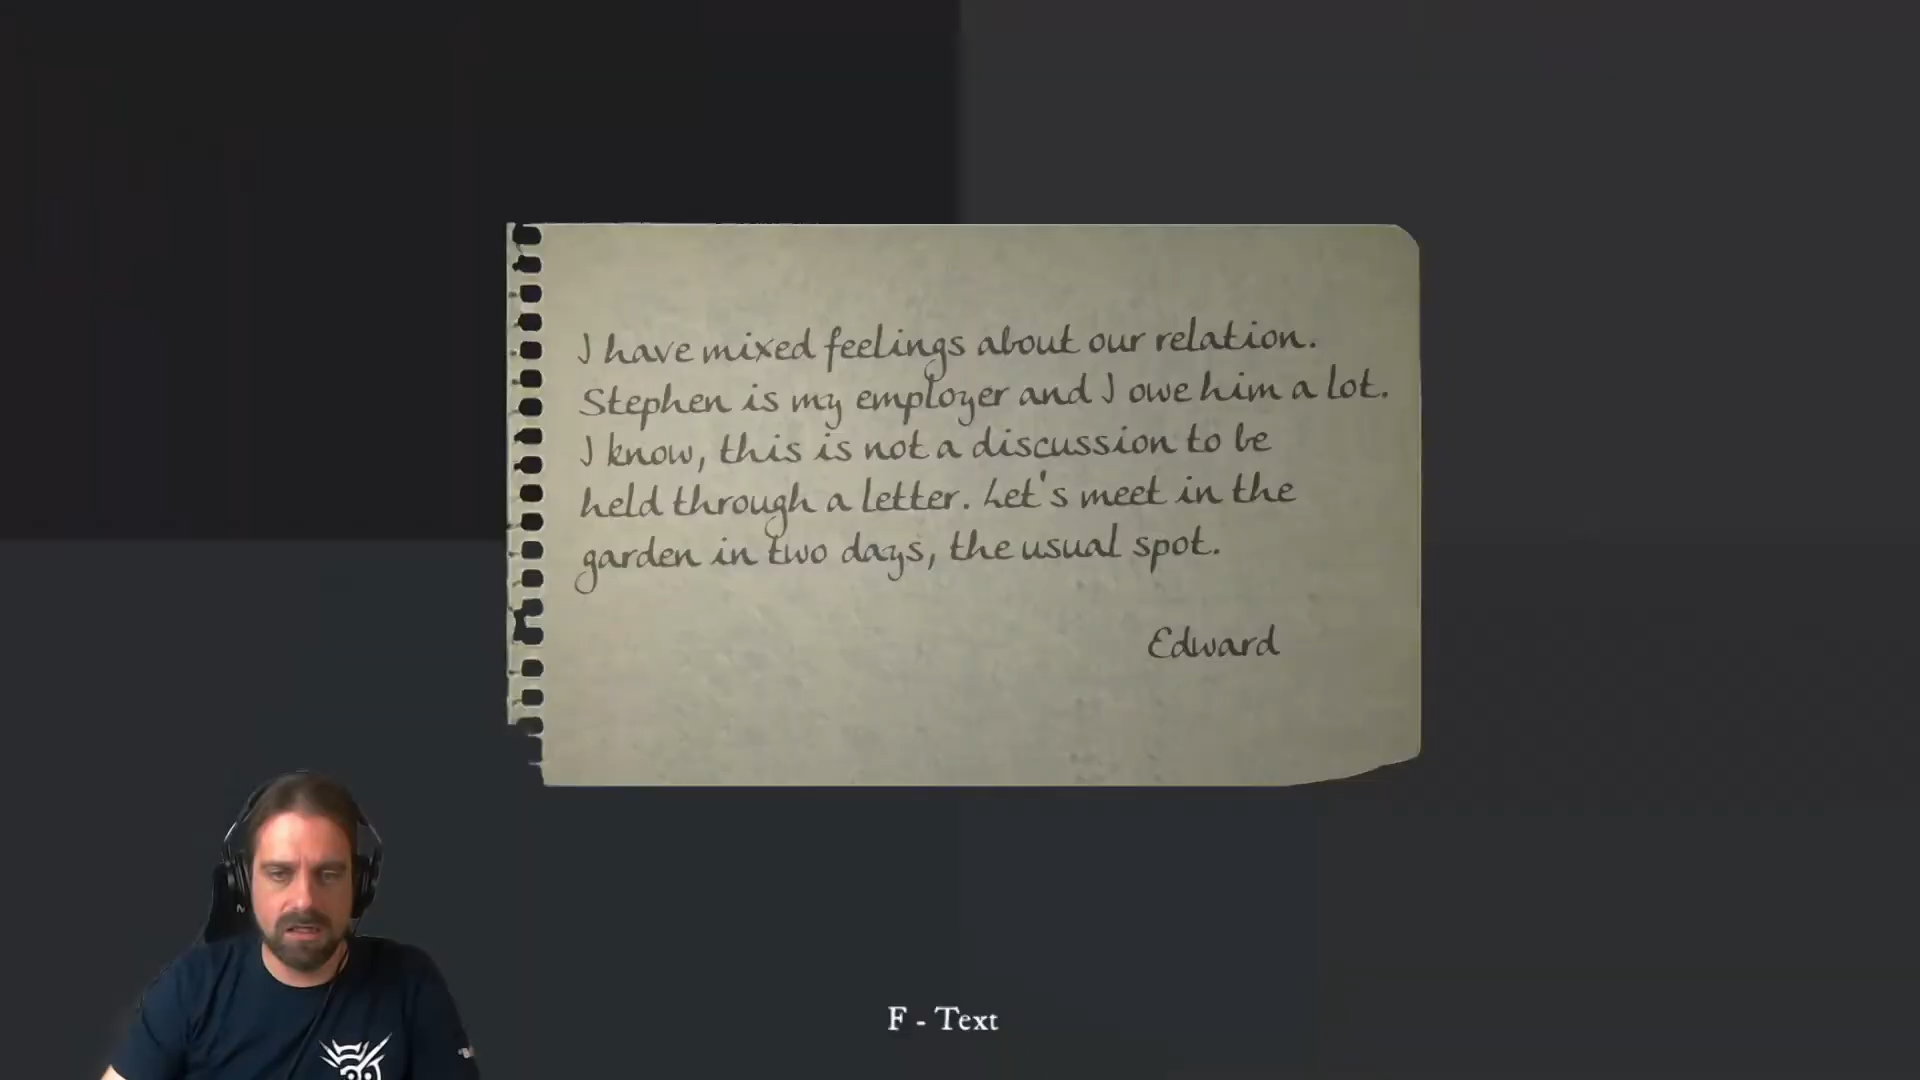 I have mixed feelings about our relation.
Stephen is my employer and I owe him a lot.
I know, this is not a discussion to be
held through a letter. Let's meet in the
garden in two days, the usual spot.
Edward
F - Text